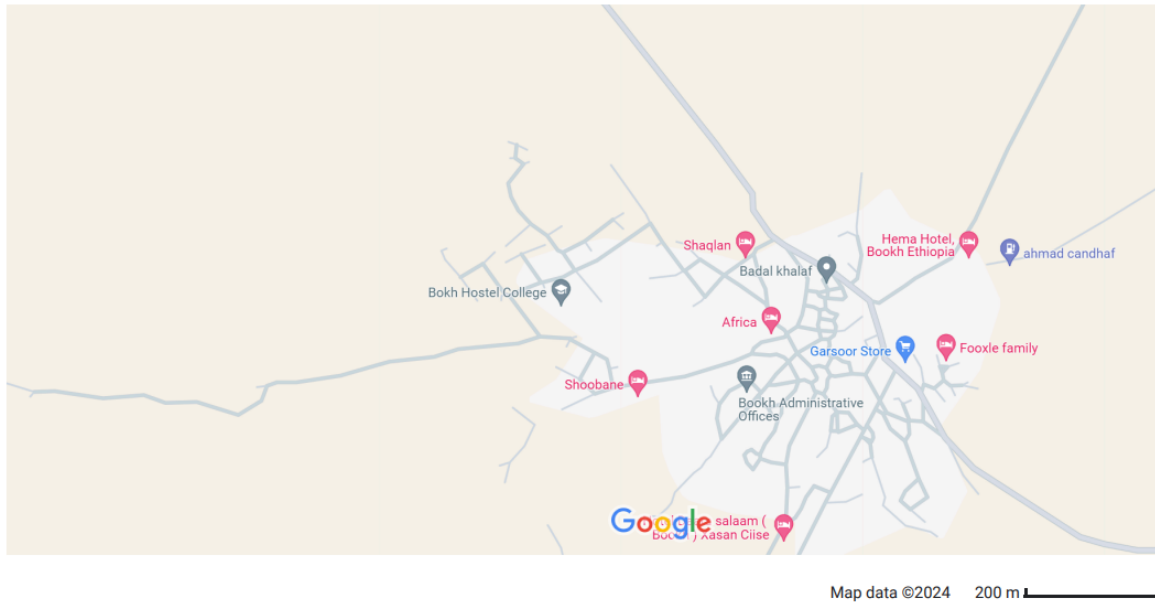 Shaqlan
Hema Hotel,
Bookh Ethiopia
ahmad candhaf
Badal khalaf
Bokh Hostel College
Africa
Garsoor Store
Fooxle family
Shoobane
Bookh Administrative
Offices
Google
salaam (
) Xasan Ciise
Map data ©2024
200 m